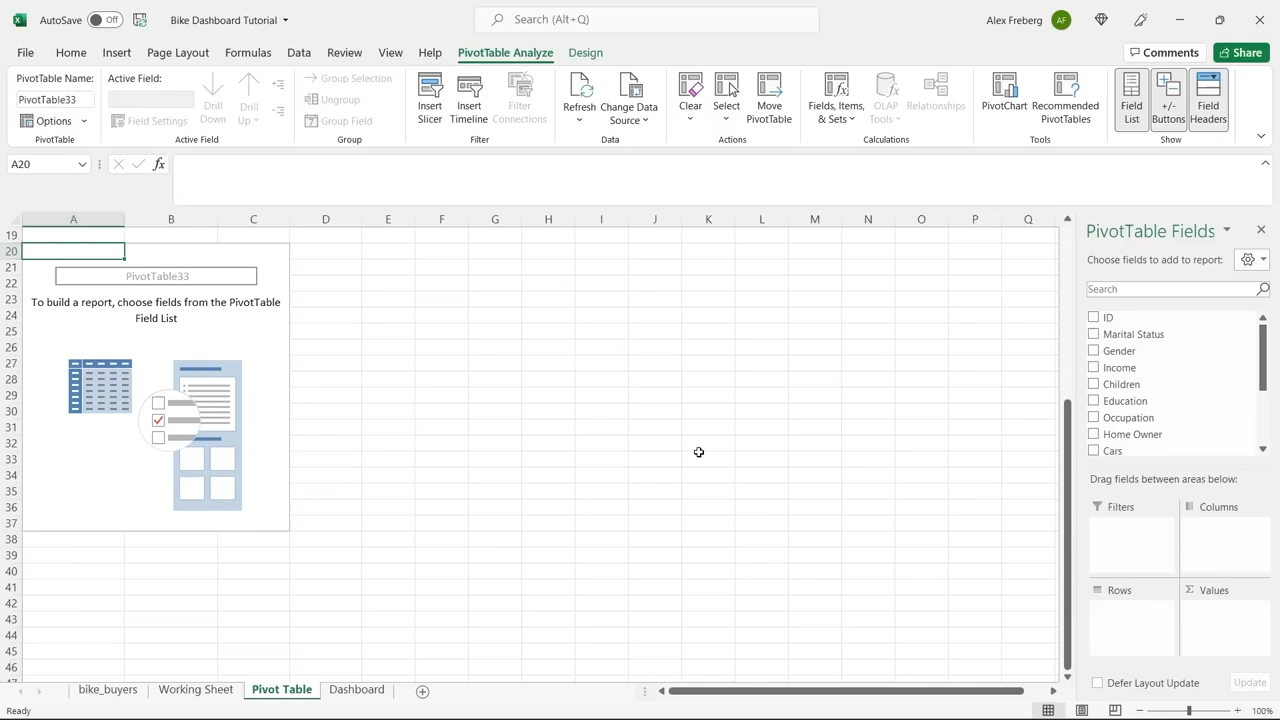 AutoSave Off Bike Dashboard Tutorial Search (Alt+Q) Alex Freberg AF
File Home Insert Page Layout Formulas Data Review View Help PivotTable Analyze Design Comments Share
PivotTable Name:
PivotTable33
Options
PivotTable
Active Field:
Field Settings
Drill Down
Drill Up
Active Field
Group Selection
Ungroup
Group Field
Group
Insert Slicer
Insert Timeline
Filter Connections
Filter
Refresh
Change Data Source
Data
Clear
Select
Move PivotTable
Actions
Fields, Items, & Sets
OLAP Tools
Relationships
Calculations
PivotChart
Recommended PivotTables
Tools
Field List
+/- Buttons
Field Headers
Show
A20 fx
A B C D E F G H I J K L M N O P Q
19
20
21
22
23
24
25
26
27
28
29
30
31
32
33
34
35
36
37
38
39
40
41
42
43
44
45
46
47
PivotTable33
To build a report, choose fields from the PivotTable
Field List
PivotTable Fields
Choose fields to add to report:
Search
ID
Marital Status
Gender
Income
Children
Education
Occupation
Home Owner
Cars
Drag fields between areas below:
Filters
Columns
Rows
Σ Values
Defer Layout Update Update
bike_buyers Working Sheet Pivot Table Dashboard
Ready 100%